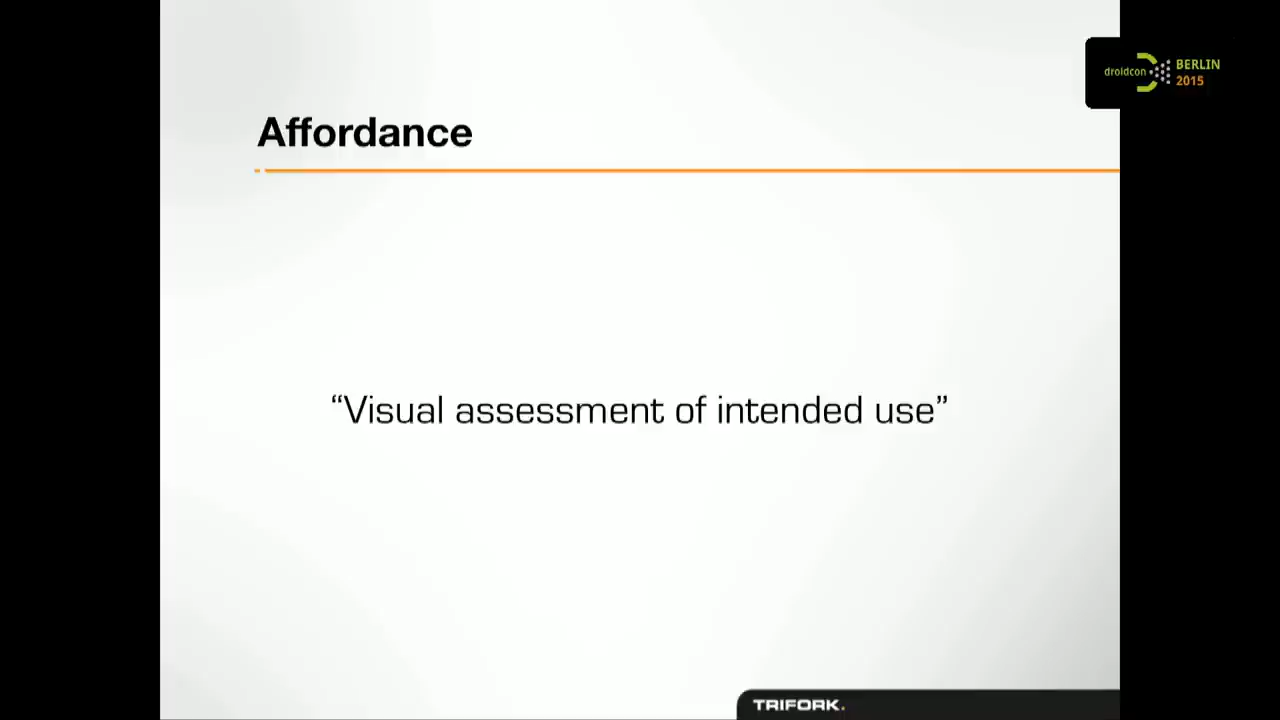 droidcon
BERLIN
2015
Affordance
“Visual assessment of intended use”
TRIFORK.